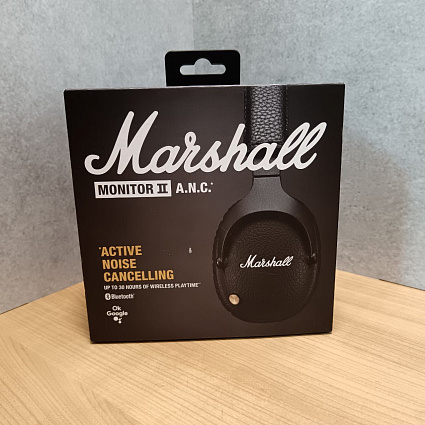 Marshall
MONITOR II A.N.C.*
*ACTIVE
NOISE
CANCELLING
UP TO 30 HOURS OF WIRELESS PLAYTIME**
Bluetooth®
Ok
Google
Marshall